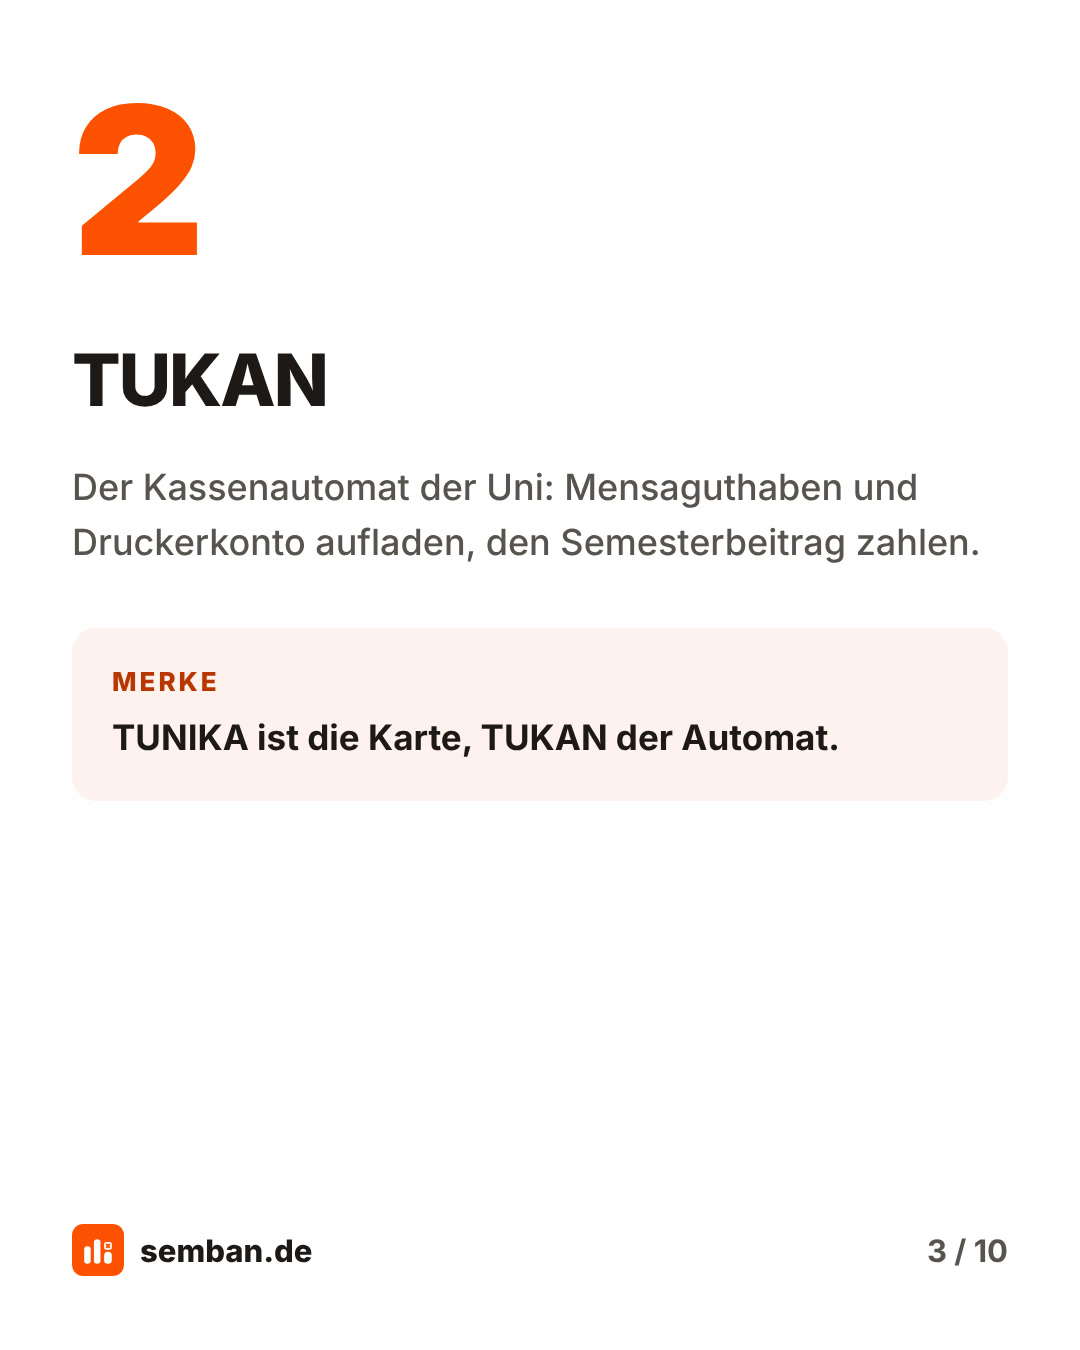 2
TUKAN
Der Kassenautomat der Uni: Mensaguthaben und
Druckerkonto aufladen, den Semesterbeitrag zahlen.
MERKE
TUNIKA ist die Karte, TUKAN der Automat.
semban.de
3 / 10